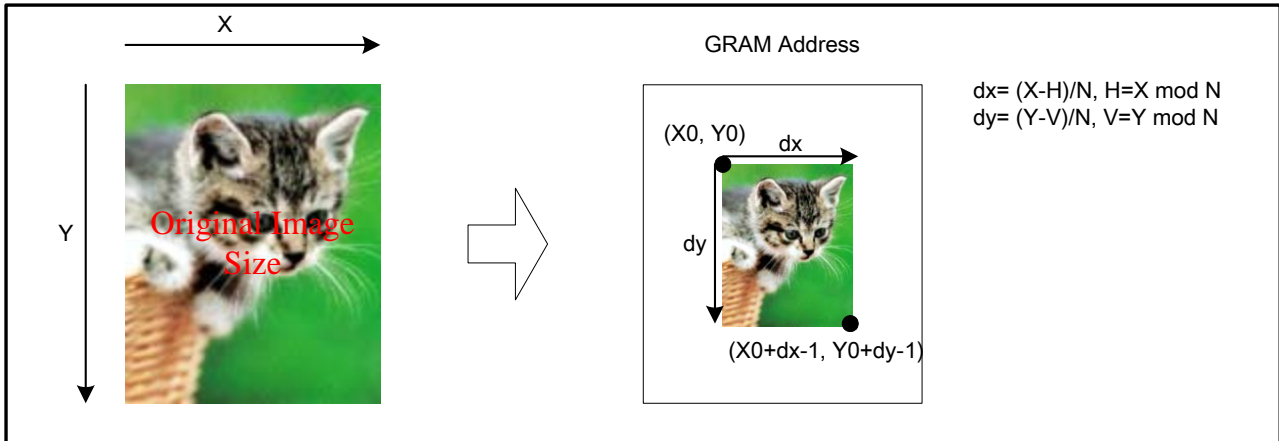 X
Y
Original Image
Size
GRAM Address
(X0, Y0)
dx
dy
(X0+dx-1, Y0+dy-1)
dx= (X-H)/N, H=X mod N
dy= (Y-V)/N, V=Y mod N